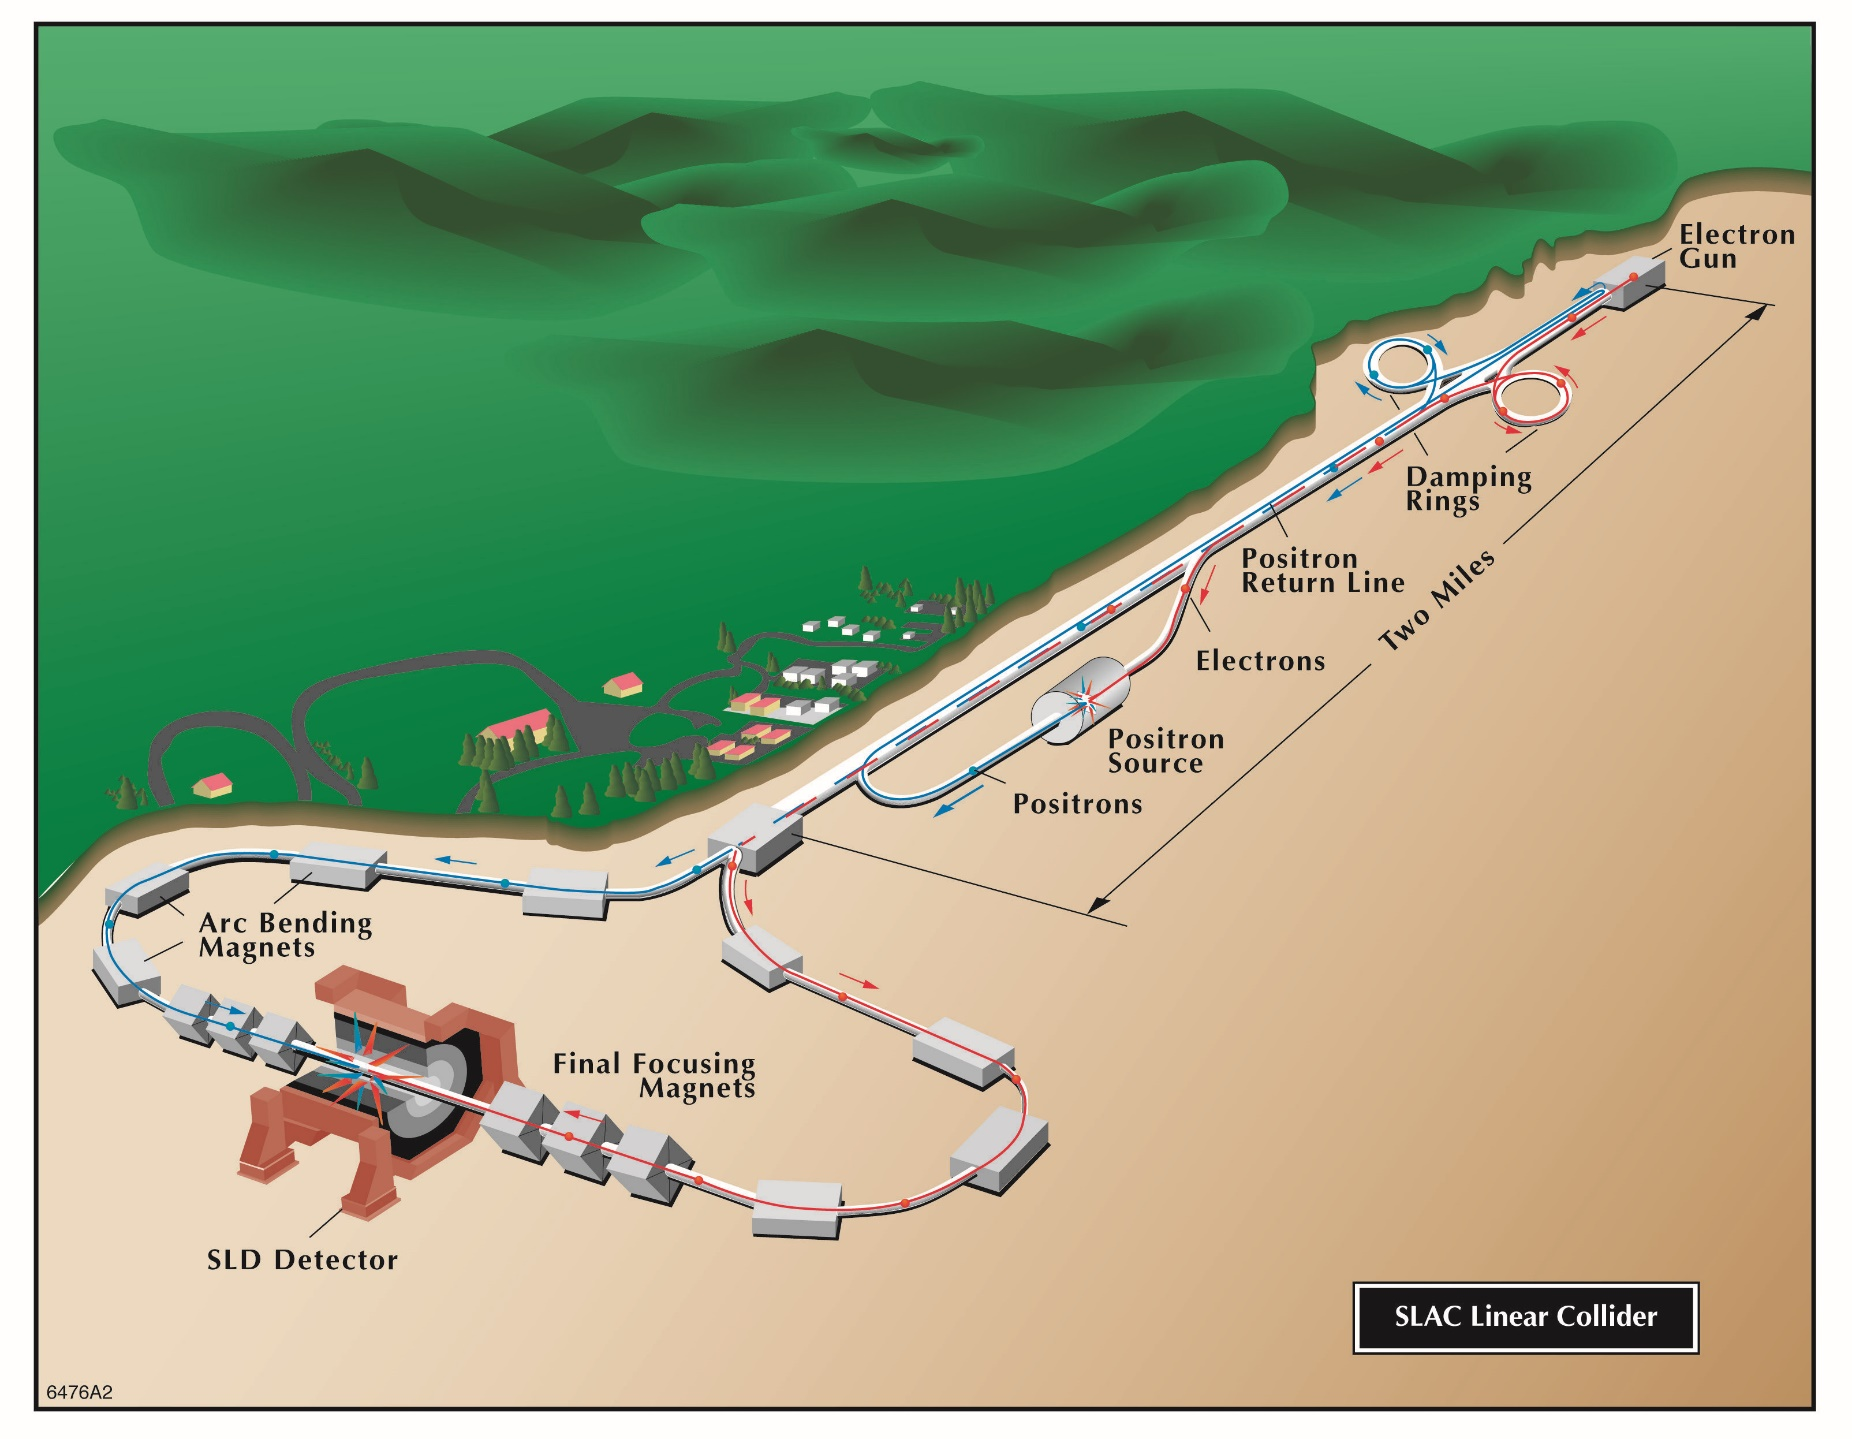 Electron
Gun
Damping
Rings
Positron
Return Line
Two Miles
Electrons
Positron
Source
Positrons
Arc Bending
Magnets
Final Focusing
Magnets
SLD Detector
SLAC Linear Collider
6476A2